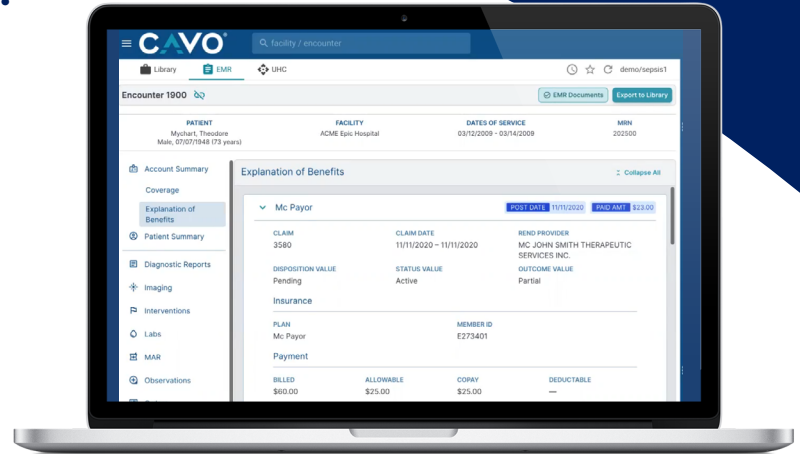 CAVO
facility / encounter
Library
EMR
UHC
demo/sepsis1
Encounter 1900
EMR Documents
Export to Library
PATIENT
Mychart, Theodore
Male, 07/07/1948 (73 years)
FACILITY
ACME Epic Hospital
DATES OF SERVICE
03/12/2009 - 03/14/2009
MRN
202500
Account Summary
Coverage
Explanation of
Benefits
Patient Summary
Diagnostic Reports
Imaging
Interventions
Labs
MAR
Observations
Explanation of Benefits
Collapse All
Mc Payor
POST DATE 11/11/2020
PAID AMT $23.00
CLAIM
3580
CLAIM DATE
11/11/2020 – 11/11/2020
REND PROVIDER
MC JOHN SMITH THERAPEUTIC
SERVICES INC.
DISPOSITION VALUE
Pending
STATUS VALUE
Active
OUTCOME VALUE
Partial
Insurance
PLAN
Mc Payor
MEMBER ID
E273401
Payment
BILLED
$60.00
ALLOWABLE
$25.00
COPAY
$25.00
DEDUCTABLE
—